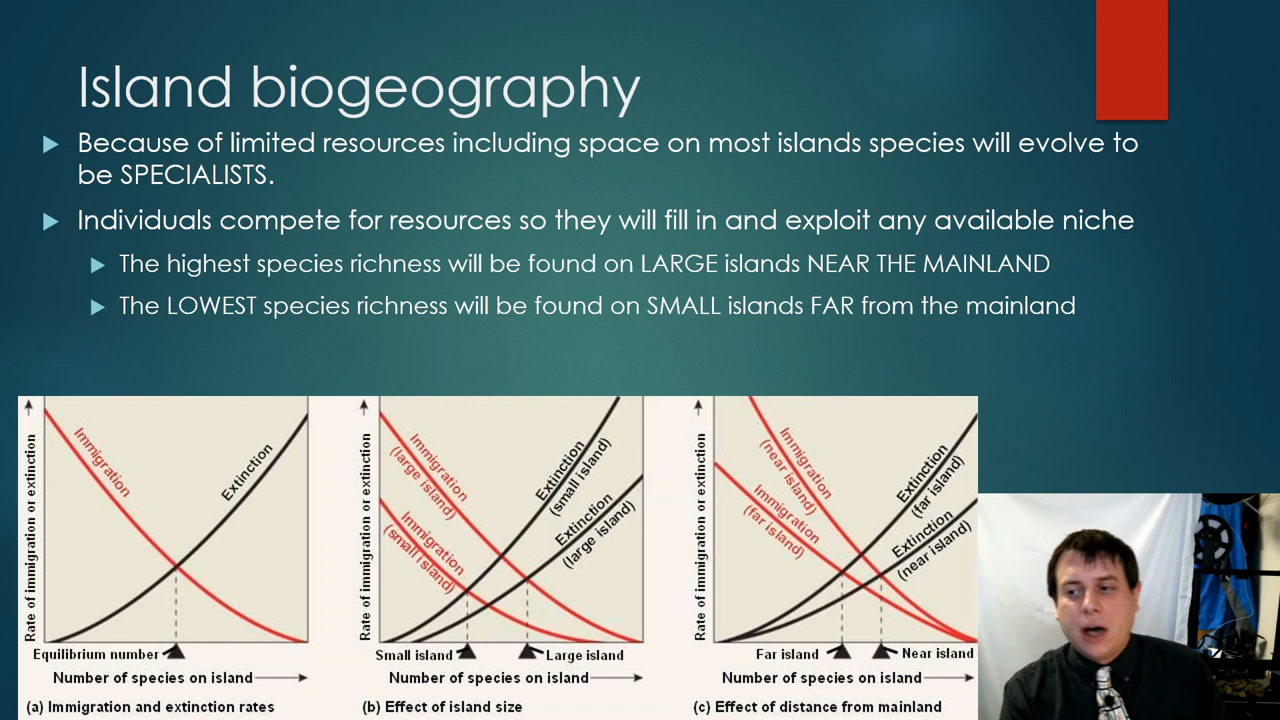 Island biogeography
Because of limited resources including space on most islands species will evolve to
be SPECIALISTS.
Individuals compete for resources so they will fill in and exploit any available niche
The highest species richness will be found on LARGE islands NEAR THE MAINLAND
The LOWEST species richness will be found on SMALL islands FAR from the mainland
Rate of immigration or extinction
Immigration
Extinction
Equilibrium number
Number of species on island
(a) Immigration and extinction rates
Rate of immigration or extinction
Immigration
(large island)
Immigration
(small island)
Extinction
(small island)
Extinction
(large island)
Small island
Large island
Number of species on island
(b) Effect of island size
Rate of immigration or extinction
Immigration
(near island)
Immigration
(far island)
Extinction
(far island)
Extinction
(near island)
Far island
Near island
Number of species on island
(c) Effect of distance from mainland